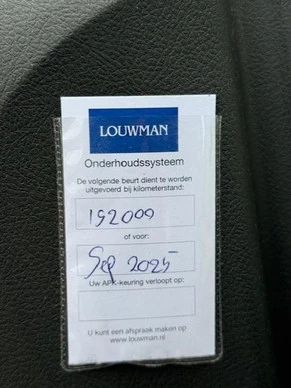 LOUWMAN
Onderhoudssysteem
De volgende beurt dient te worden
uitgevoerd bij kilometerstand:
192000
of voor:
Sep 2025
Uw APK-keuring verloopt op:
U kunt een afspraak maken op
www.louwman.nl